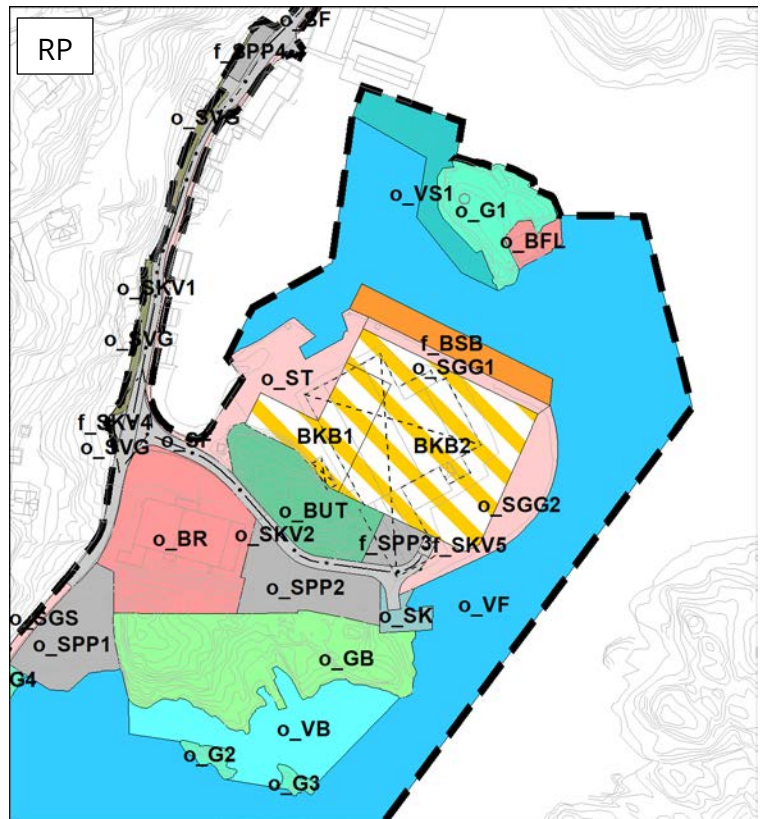 RP
o_SF
f_SPP4
o_SVG
o_VS1
o_G1
o_BFL
o_SKV1
o_SVG
f_BSB
o_SGG1
o_ST
f_SKV4
o_SF
o_SVG
BKB1
BKB2
o_SGG2
o_BUT
o_BR
o_SKV2
f_SPP3
f_SKV5
o_SPP2
o_VF
o_SK
o_SGS
o_SPP1
o_GB
G4
o_VB
o_G2
o_G3